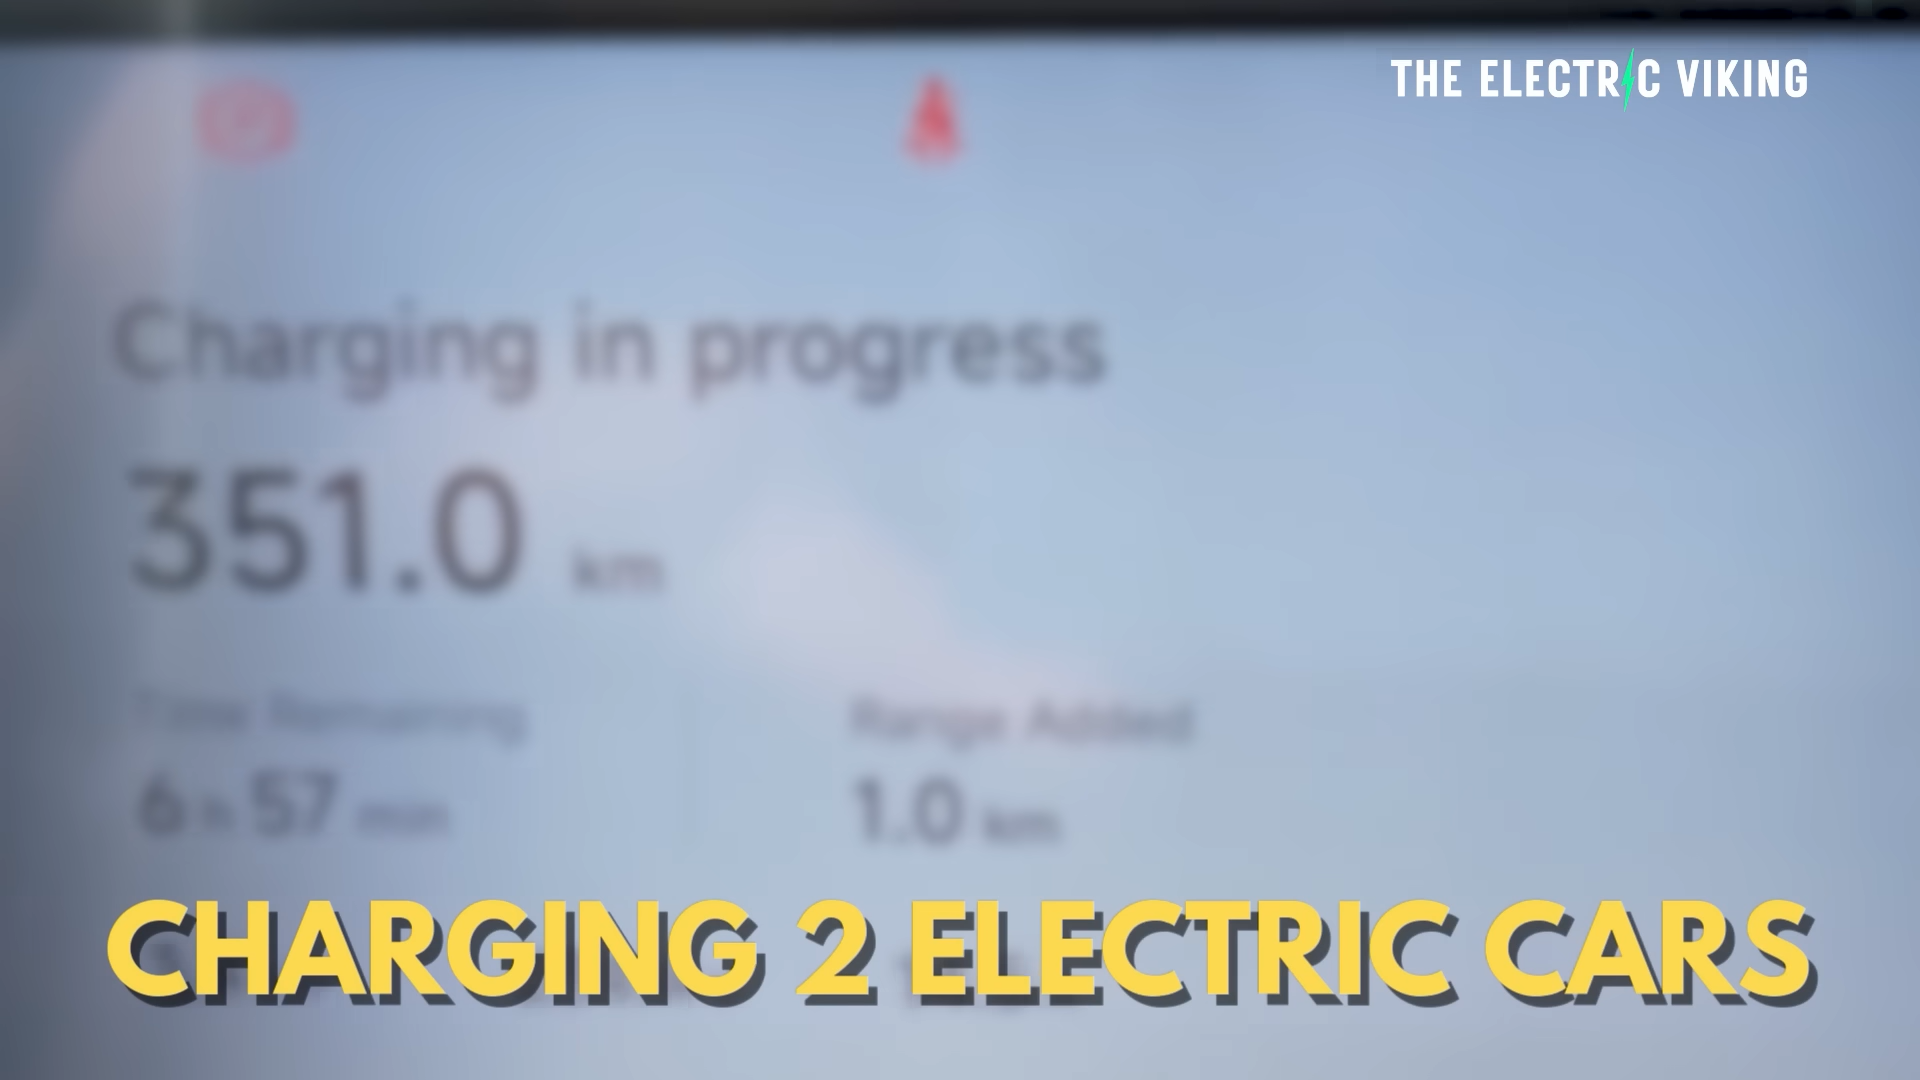 THE ELECTRIC VIKING
Charging in progress
351.0 km
Time Remaining
Range Added
6 h 57 min
1.0 km
CHARGING 2 ELECTRIC CARS